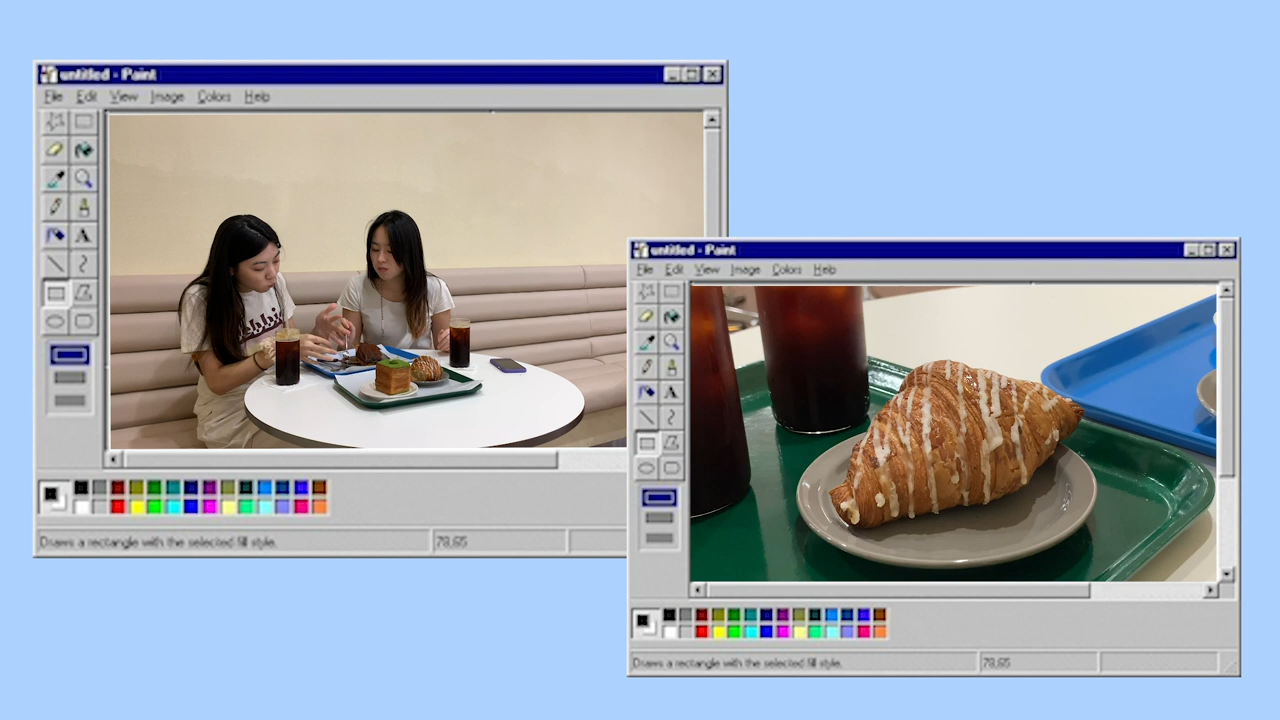 untitled - Paint
File Edit View Image Colors Help
A
Draws a rectangle with the selected fill style.
78,65
untitled - Paint
File Edit View Image Colors Help
A
Draws a rectangle with the selected fill style.
78,65